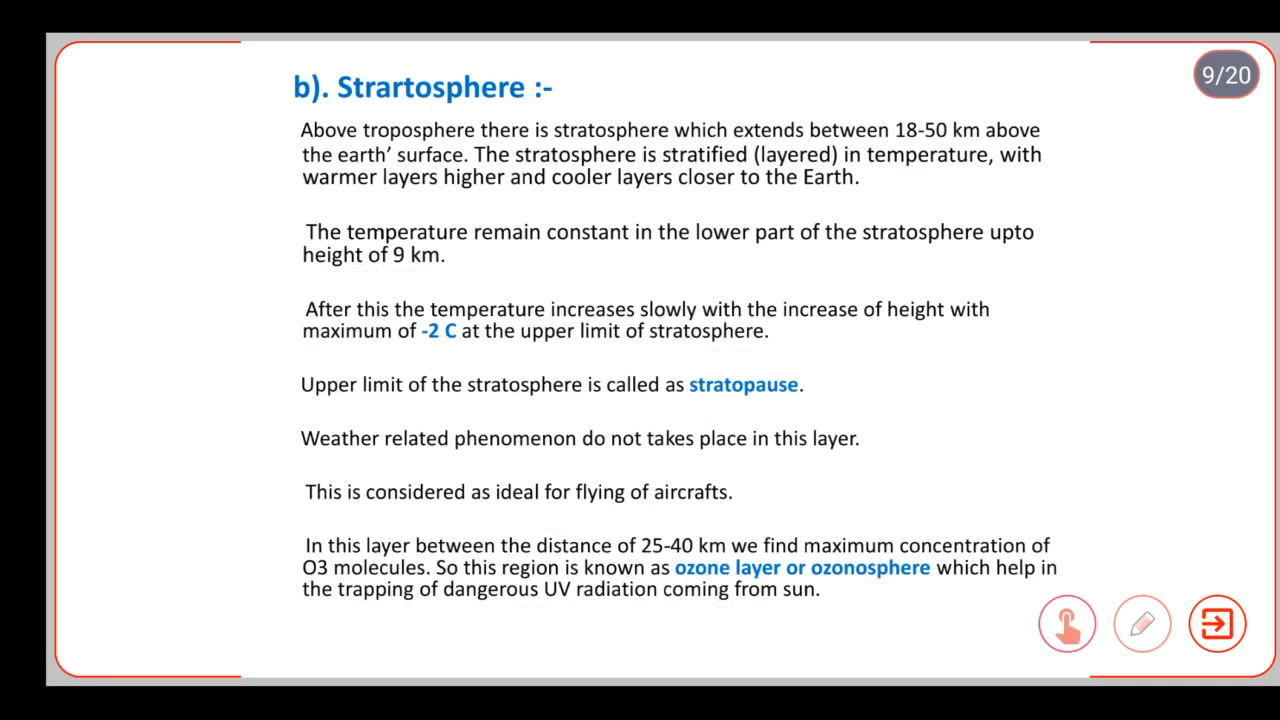 9/20
b). Strartosphere :-
Above troposphere there is stratosphere which extends between 18-50 km above
the earth’ surface. The stratosphere is stratified (layered) in temperature, with
warmer layers higher and cooler layers closer to the Earth.
The temperature remain constant in the lower part of the stratosphere upto
height of 9 km.
After this the temperature increases slowly with the increase of height with
maximum of -2 C at the upper limit of stratosphere.
Upper limit of the stratosphere is called as stratopause.
Weather related phenomenon do not takes place in this layer.
This is considered as ideal for flying of aircrafts.
In this layer between the distance of 25-40 km we find maximum concentration of
O3 molecules. So this region is known as ozone layer or ozonosphere which help in
the trapping of dangerous UV radiation coming from sun.